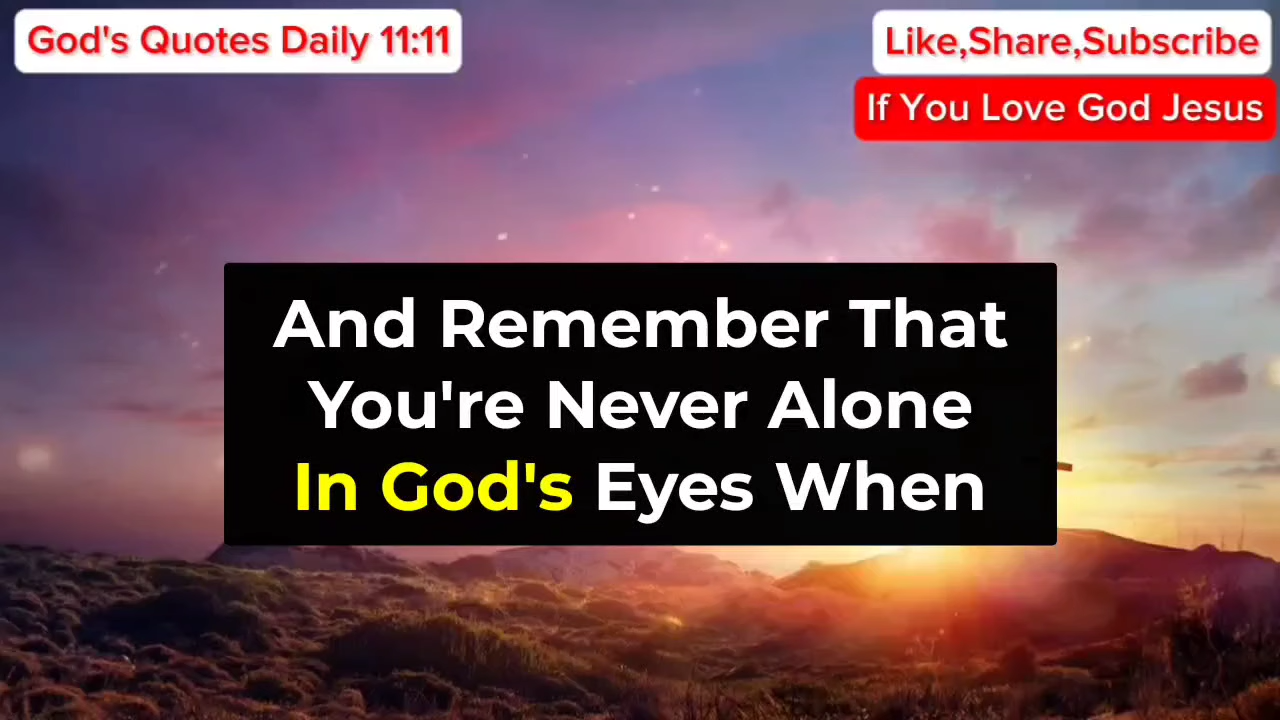 God's Quotes Daily 11:11
Like,Share,Subscribe
If You Love God Jesus
And Remember That
You're Never Alone
In God's Eyes When